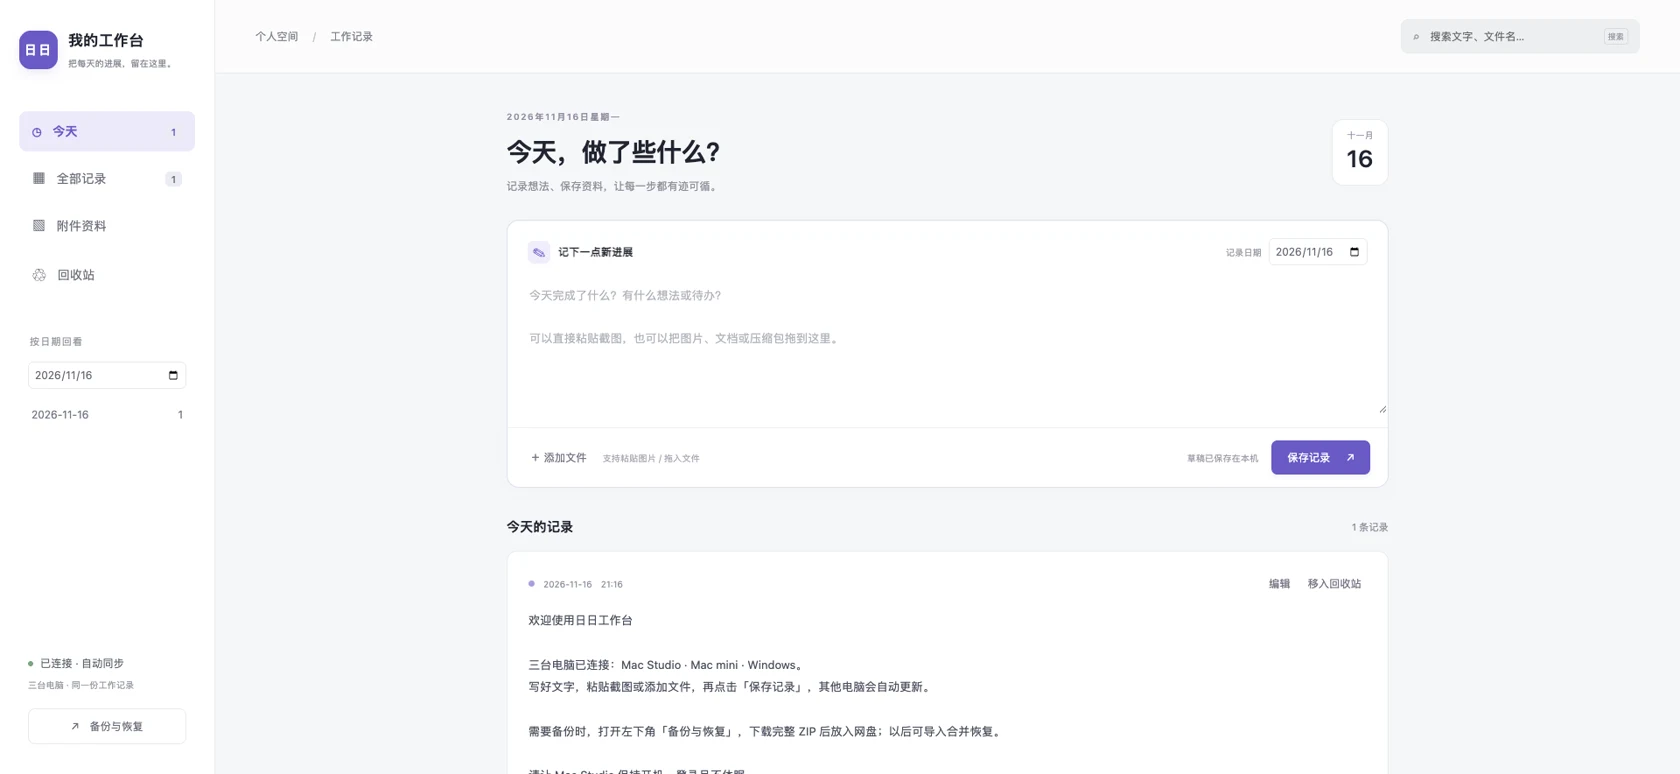 日日
我的工作台
把每天的进展，留在这里。
今天 1
全部记录 1
附件资料
回收站
按日期回看
2026/11/16
2026-11-16 1
已连接 · 自动同步
三台电脑 · 同一份工作记录
↗ 备份与恢复
个人空间 / 工作记录
搜索文字、文件名... 搜索
2026年11月16日星期一
今天，做了些什么？
记录想法、保存资料，让每一步都有迹可循。
十一月
16
记下一点新进展
记录日期 2026/11/16
今天完成了什么？有什么想法或待办？
可以直接粘贴截图，也可以把图片、文档或压缩包拖到这里。
+ 添加文件 支持粘贴图片 / 拖入文件
草稿已保存在本机 保存记录 ↗
今天的记录 1 条记录
2026-11-16 21:16 编辑 移入回收站
欢迎使用日日工作台
三台电脑已连接：Mac Studio · Mac mini · Windows。
写好文字，粘贴截图或添加文件，再点击「保存记录」，其他电脑会自动更新。
需要备份时，打开左下角「备份与恢复」，下载完整 ZIP 后放入网盘；以后可导入合并恢复。
请让 Mac Studio 保持开机、登录且不休眠